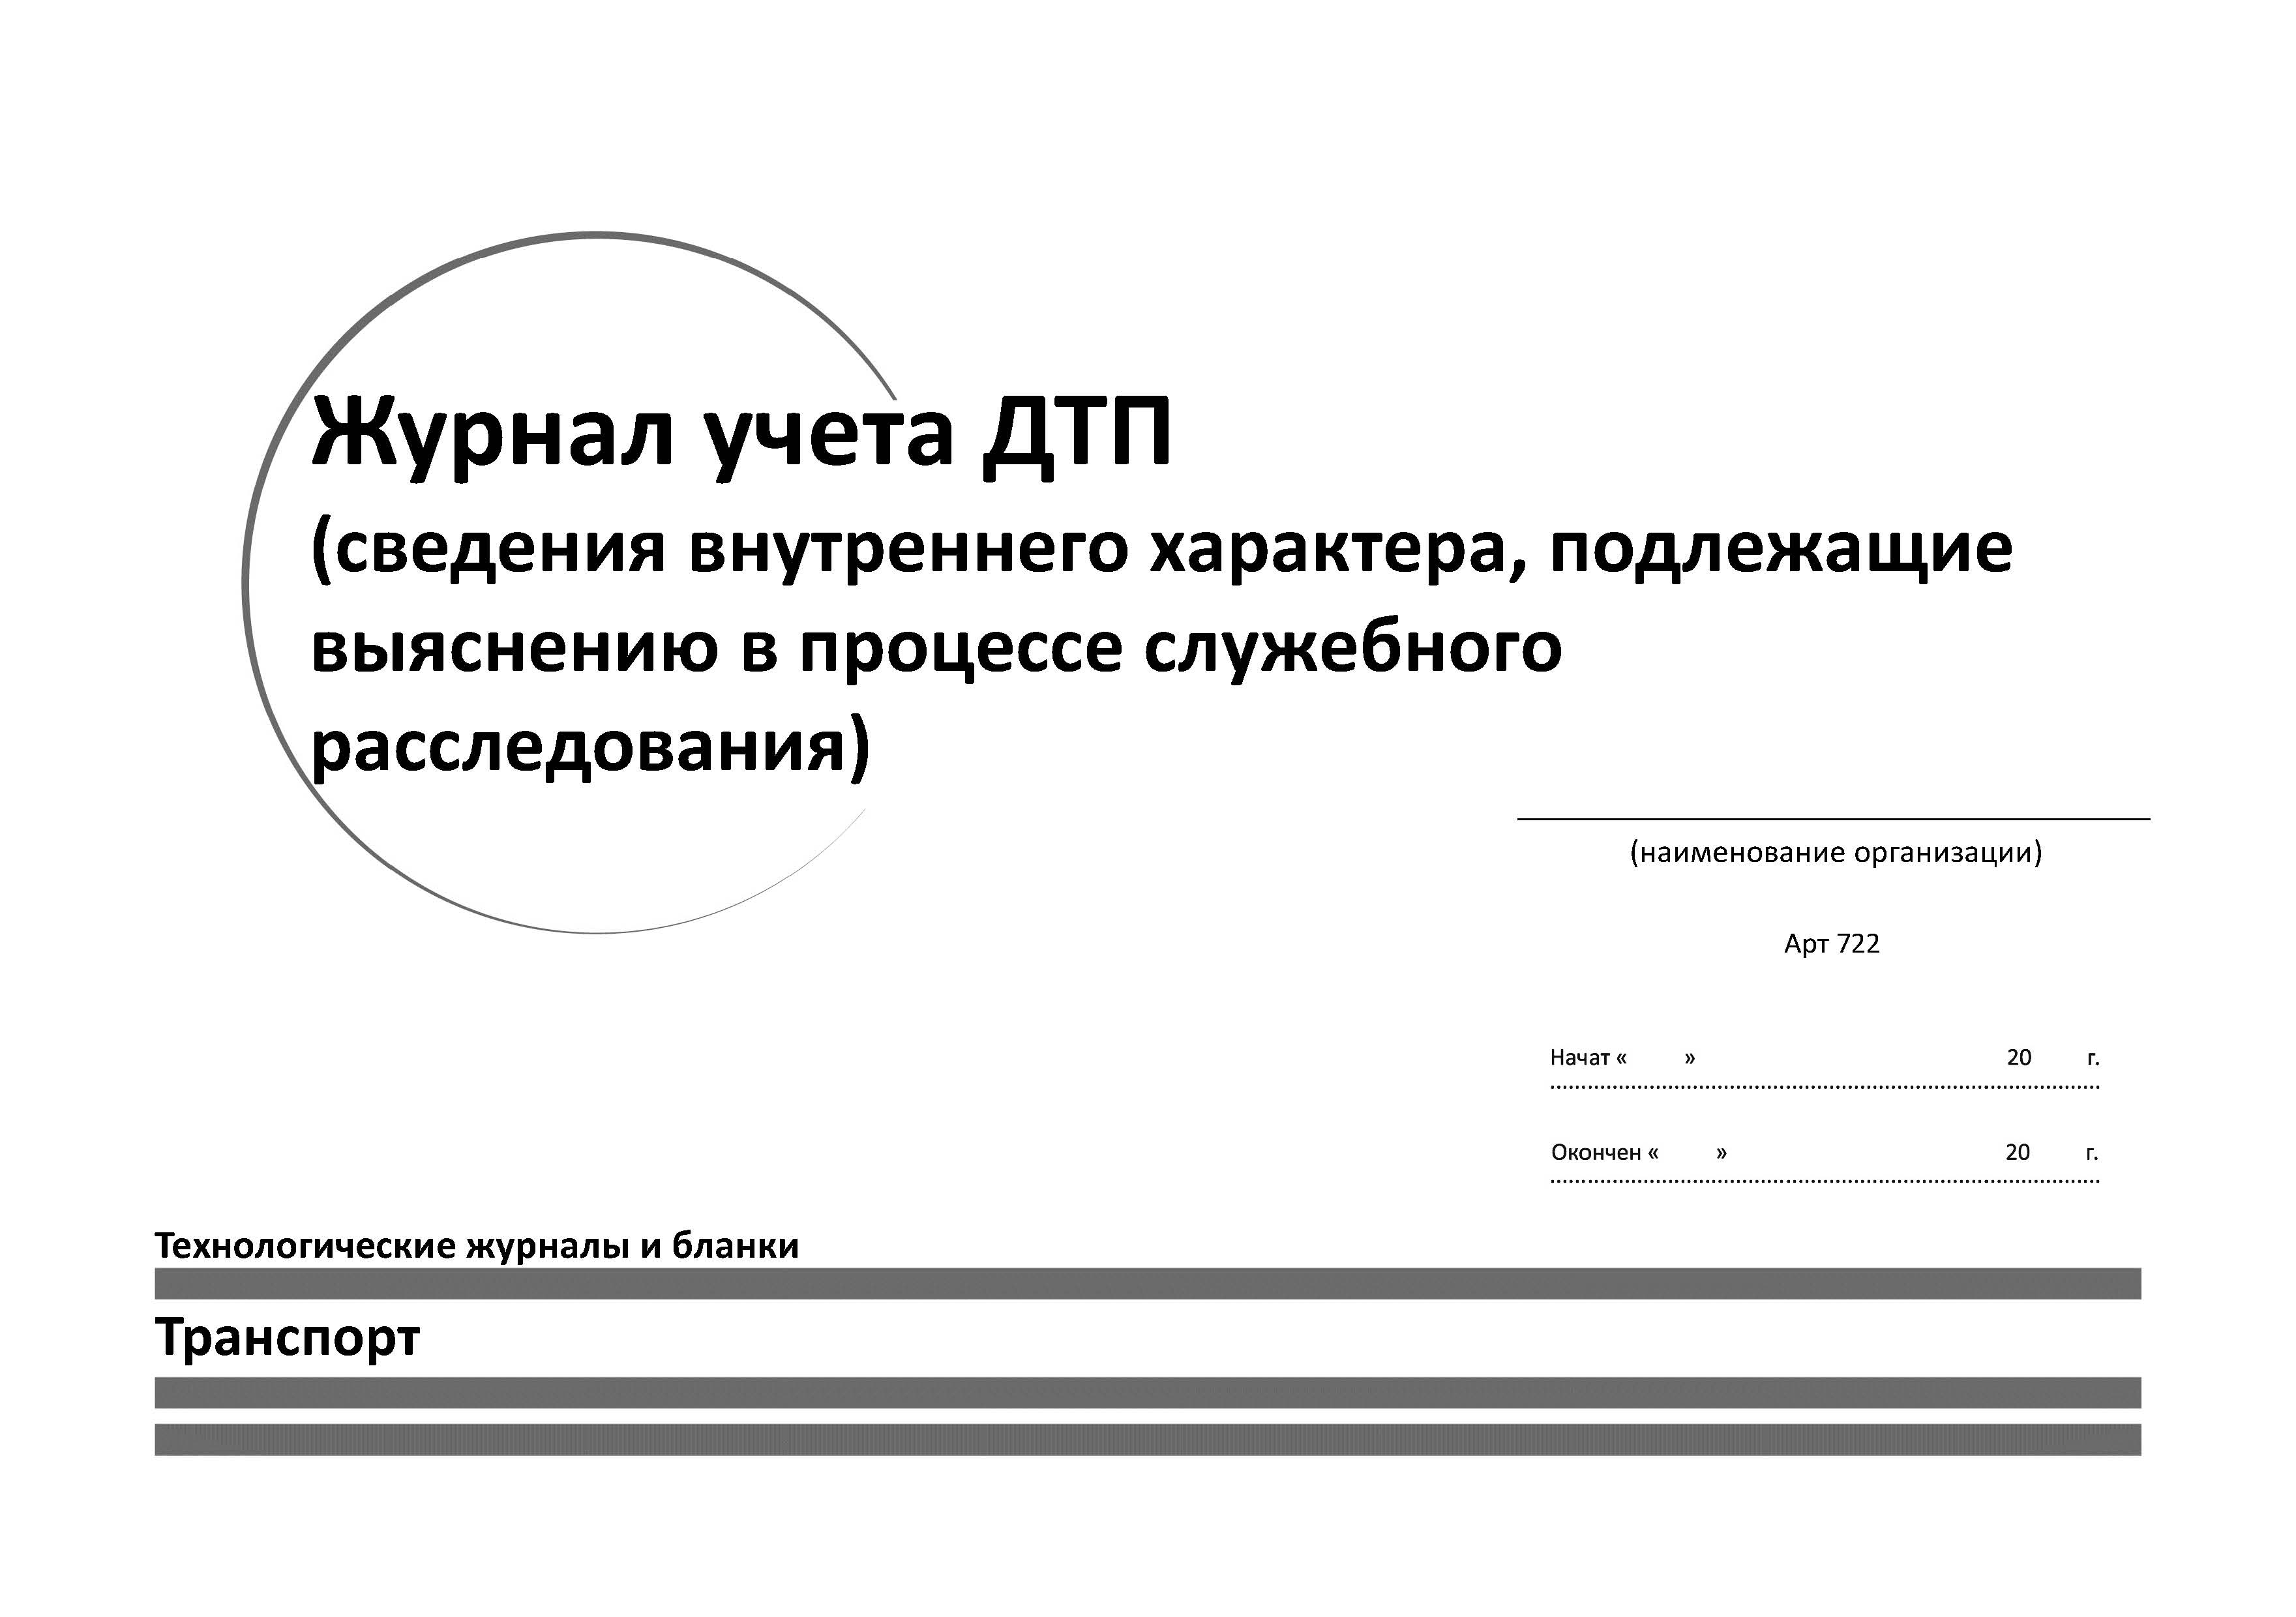 Журнал учета ДТП
(сведения внутреннего характера, подлежащие
выяснению в процессе служебного
расследования)
(наименование организации)
Арт 722
Начат « » 20 г.
Окончен « » 20 г.
Технологические журналы и бланки
Транспорт